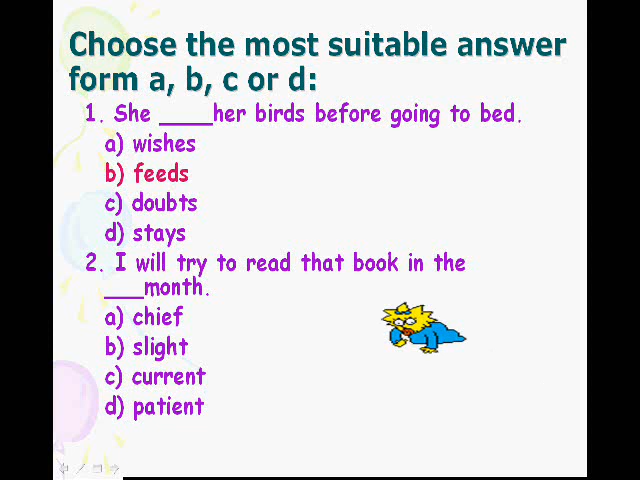 Choose the most suitable answer
form a, b, c or d:
1. She ____her birds before going to bed.
a) wishes
b) feeds
c) doubts
d) stays
2. I will try to read that book in the
___month.
a) chief
b) slight
c) current
d) patient